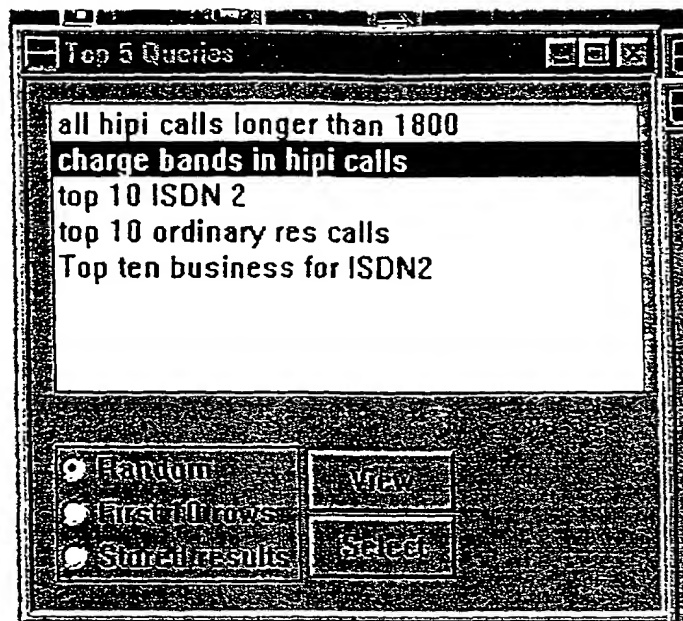 Top 5 Queries
all hipi calls longer than 1800
charge bands in hipi calls
top 10 ISDN 2
top 10 ordinary res calls
Top ten business for ISDN2
Random
View
First 10 rows
Select
Stored results